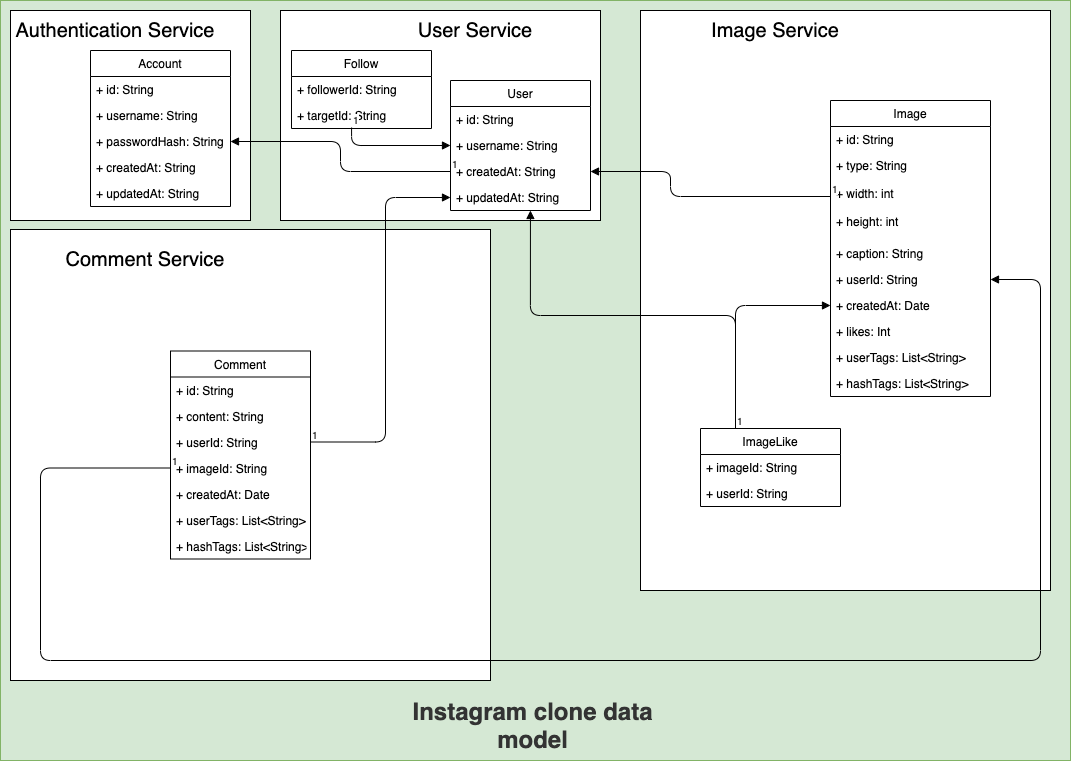 Authentication Service
Account
+ id: String
+ username: String
+ passwordHash: String
+ createdAt: String
+ updatedAt: String
User Service
Follow
+ followerId: String
+ targetId: String
1
User
+ id: String
+ username: String
1
+ createdAt: String
+ updatedAt: String
Image Service
Image
+ id: String
+ type: String
1
+ width: int
+ height: int
+ caption: String
+ userId: String
+ createdAt: Date
+ likes: Int
+ userTags: List<String>
+ hashTags: List<String>
1
ImageLike
+ imageId: String
+ userId: String
Comment Service
Comment
+ id: String
+ content: String
+ userId: String
1
1
+ imageId: String
+ createdAt: Date
+ userTags: List<String>
+ hashTags: List<String>
Instagram clone data
model